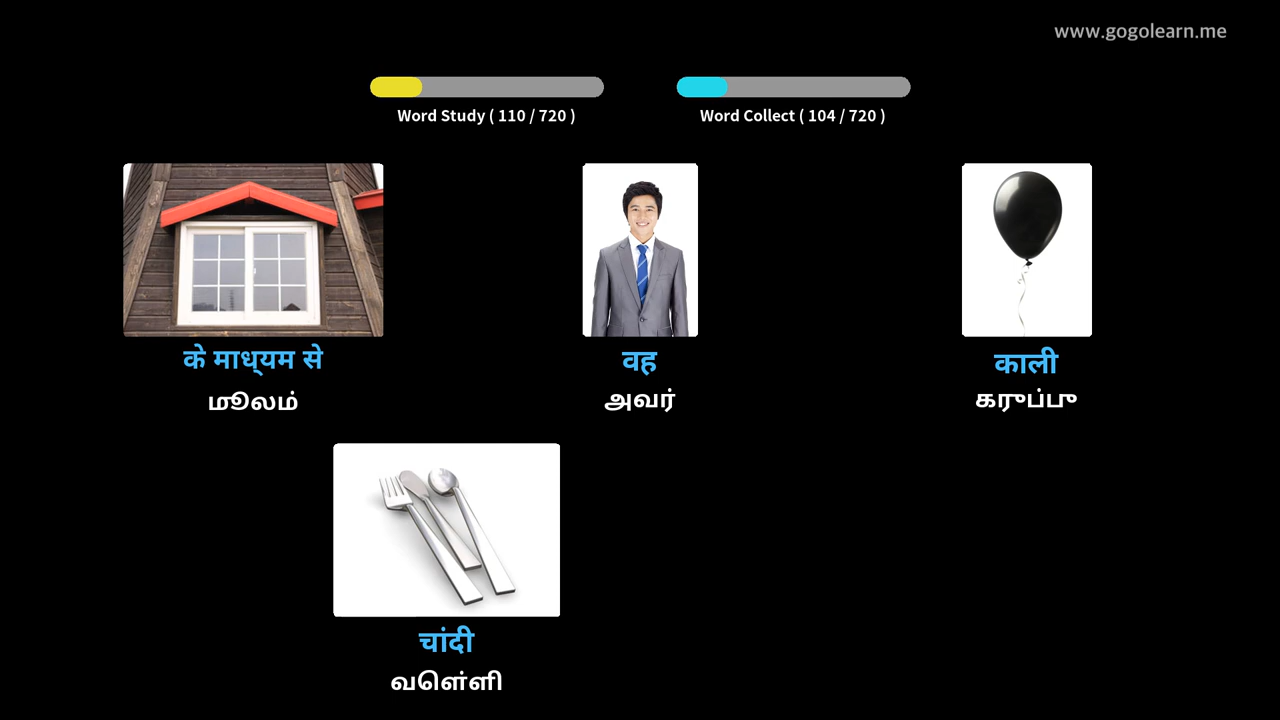 www.gogolearn.me
Word Study ( 110 / 720 )
Word Collect ( 104 / 720 )
के माध्यम से
மூலம்
वह
அவர்
काली
கருப்பு
चांदी
வெள்ளி